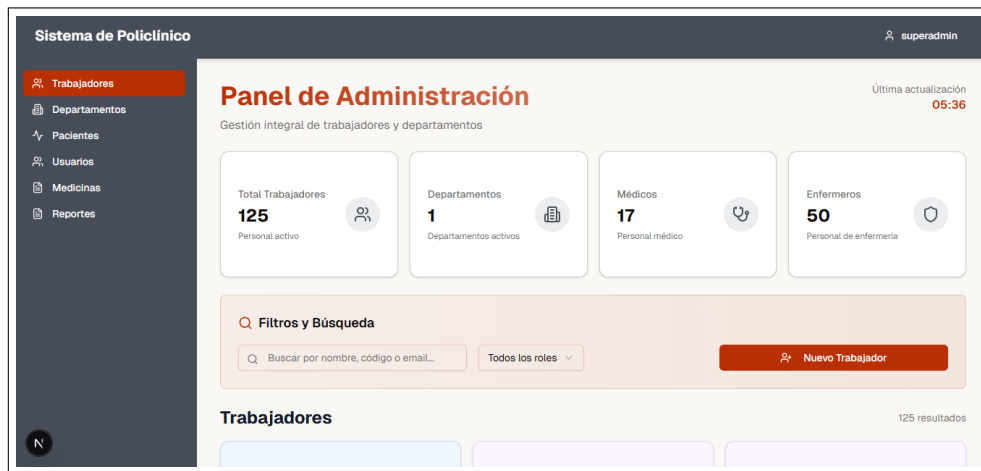 Sistema de Policlínico
superadmin
Trabajadores
Departamentos
Pacientes
Usuarios
Medicinas
Reportes
Panel de Administración
Gestión integral de trabajadores y departamentos
Última actualización
05:36
Total Trabajadores
125
Personal activo
Departamentos
1
Departamentos activos
Médicos
17
Personal médico
Enfermeros
50
Personal de enfermería
Filtros y Búsqueda
Buscar por nombre, código o email...
Todos los roles
Nuevo Trabajador
Trabajadores
125 resultados
N